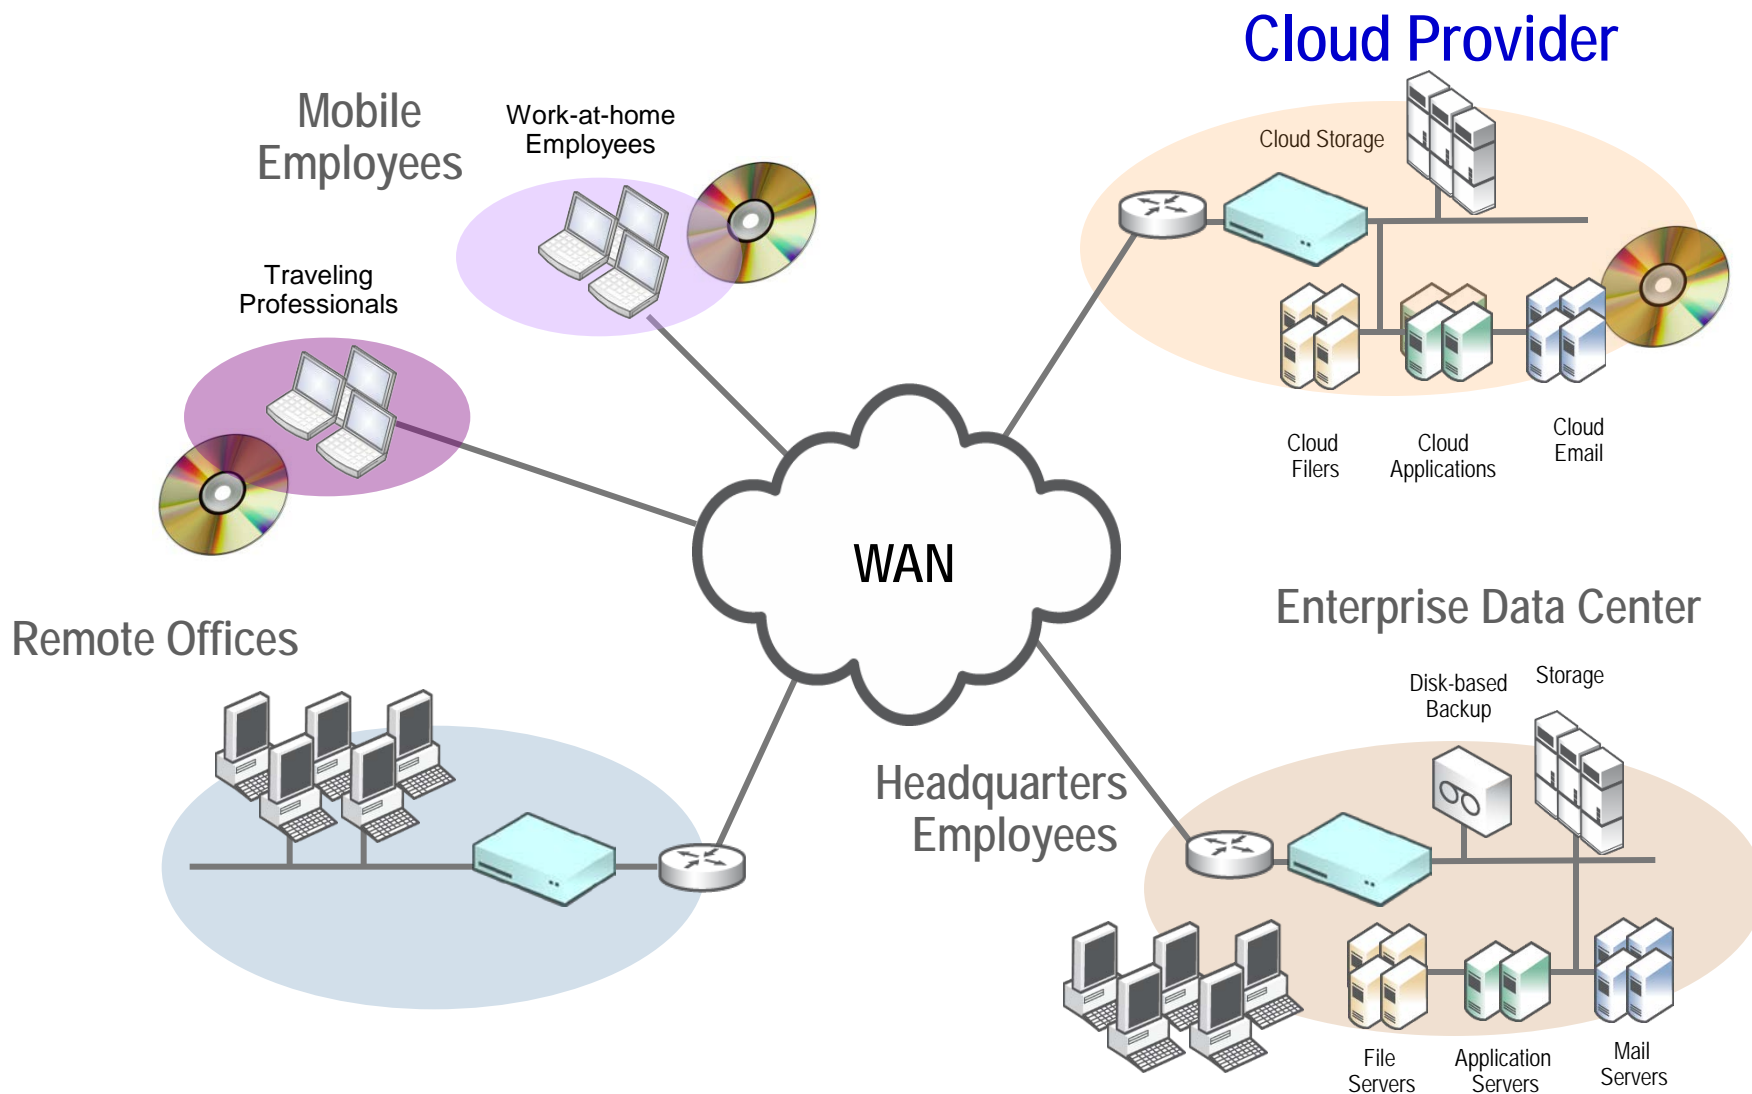 Cloud Provider
Mobile
Employees
Work-at-home
Employees
Cloud Storage
Traveling
Professionals
Cloud
Filers
Cloud
Applications
Cloud
Email
WAN
Remote Offices
Enterprise Data Center
Disk-based
Backup
Storage
Headquarters
Employees
File
Servers
Application
Servers
Mail
Servers